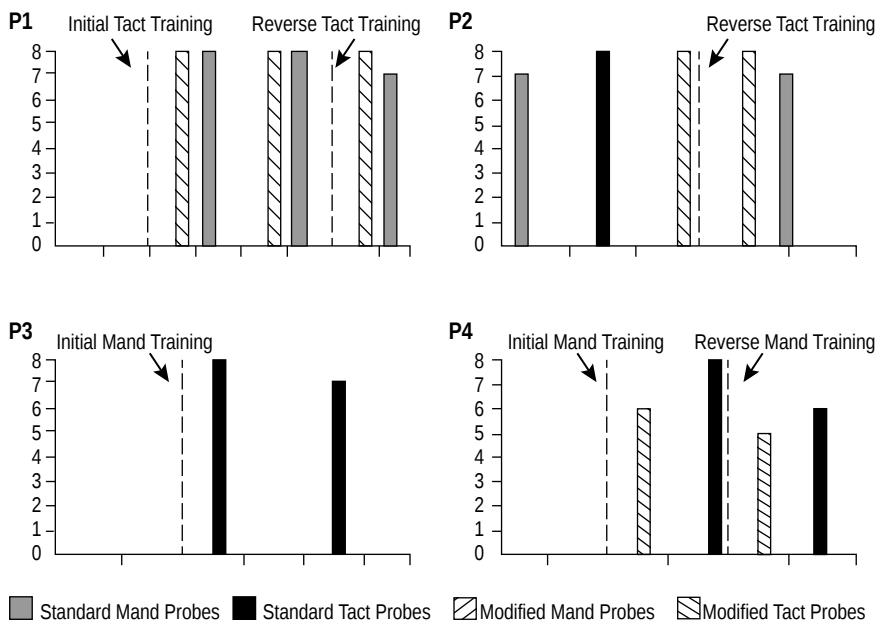 P1
Initial Tact Training
Reverse Tact Training
8
7
6
5
4
3
2
1
0
P2
Reverse Tact Training
8
7
6
5
4
3
2
1
0
P3
Initial Mand Training
8
7
6
5
4
3
2
1
0
P4
Initial Mand Training
Reverse Mand Training
8
7
6
5
4
3
2
1
0
Standard Mand Probes
Standard Tact Probes
Modified Mand Probes
Modified Tact Probes